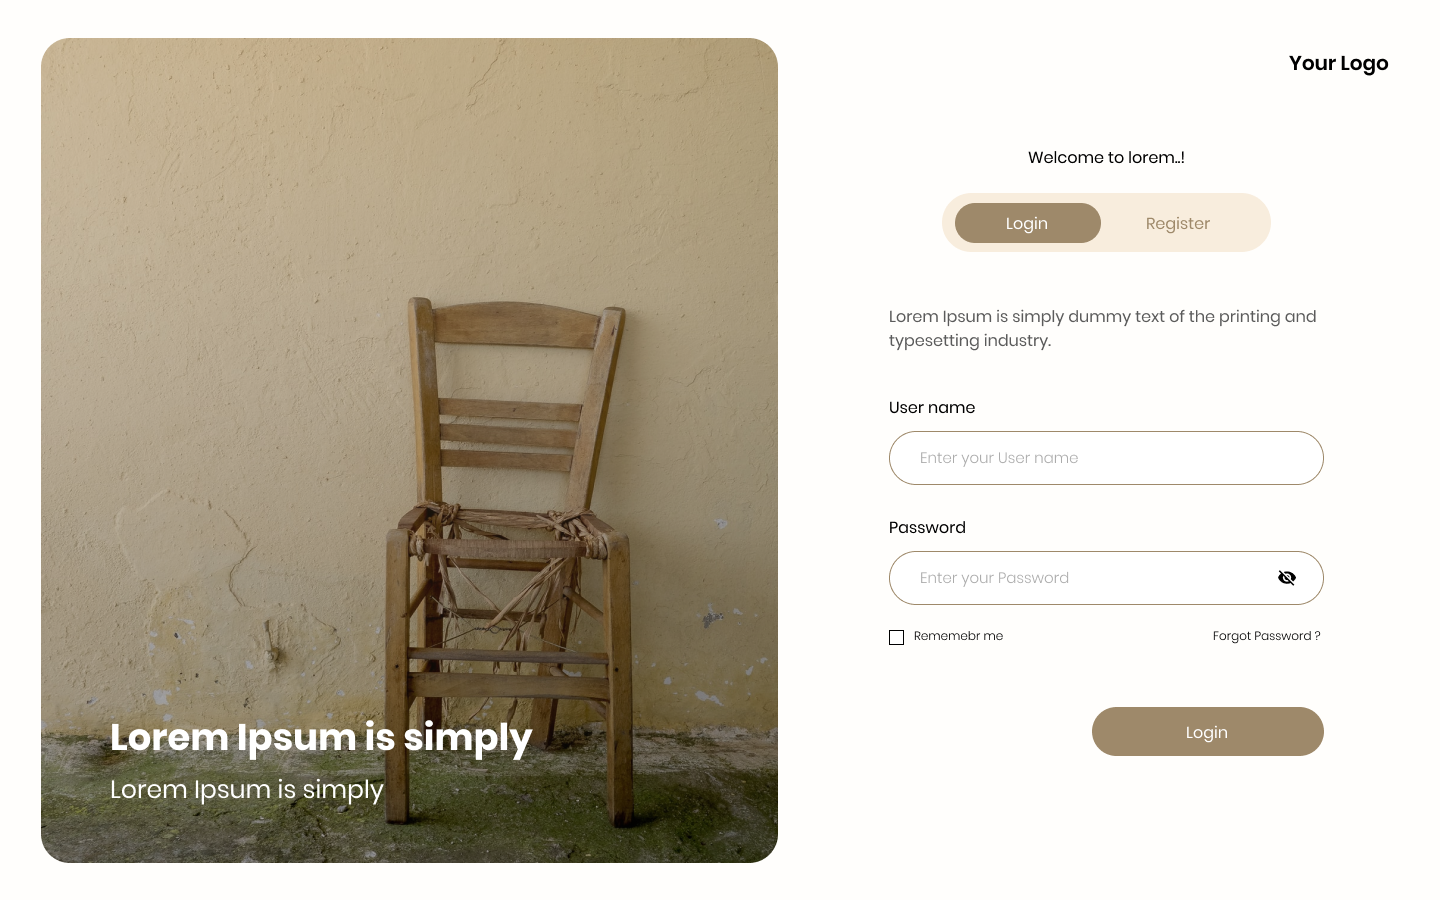 Your Logo
Welcome to lorem..!
Login
Register
Lorem Ipsum is simply dummy text of the printing and
typesetting industry.
User name
Enter your User name
Password
Enter your Password
Rememebr me
Forgot Password ?
Login
Lorem Ipsum is simply
Lorem Ipsum is simply